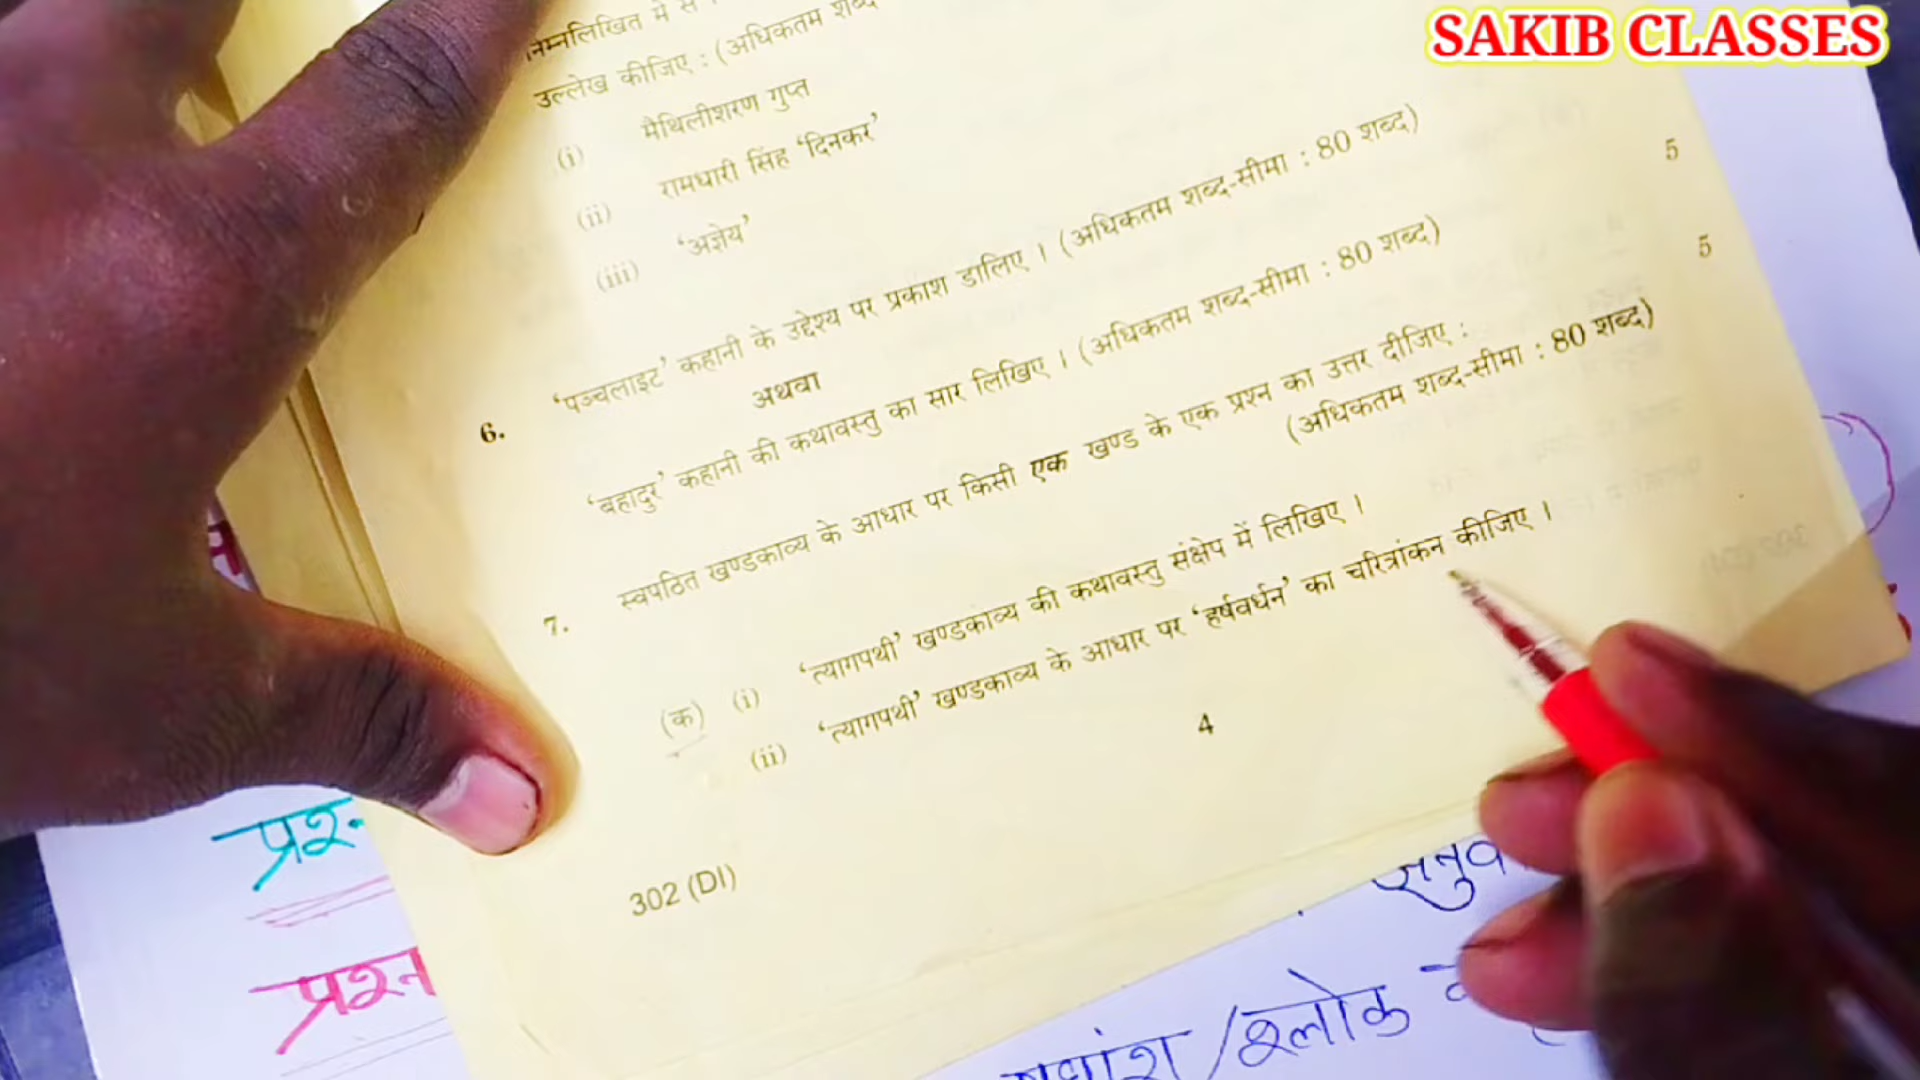 SAKIB CLASSES
निम्नलिखित में से
उल्लेख कीजिए : (अधिकतम शब्द
(i) मैथिलीशरण गुप्त
(ii) रामधारी सिंह ‘दिनकर’
(iii) ‘अज्ञेय’
6. ‘पञ्चलाइट’ कहानी के उद्देश्य पर प्रकाश डालिए । (अधिकतम शब्द-सीमा : 80 शब्द) 5
अथवा
‘बहादुर’ कहानी की कथावस्तु का सार लिखिए । (अधिकतम शब्द-सीमा : 80 शब्द)
7. स्वपठित खण्डकाव्य के आधार पर किसी एक खण्ड के एक प्रश्न का उत्तर दीजिए : 5
(अधिकतम शब्द-सीमा : 80 शब्द)
(क) (i) ‘त्यागपथी’ खण्डकाव्य की कथावस्तु संक्षेप में लिखिए ।
(ii) ‘त्यागपथी’ खण्डकाव्य के आधार पर ‘हर्षवर्धन’ का चरित्रांकन कीजिए ।
302 (DI) 4
प्रश्न
प्रश्न
/श्लोक